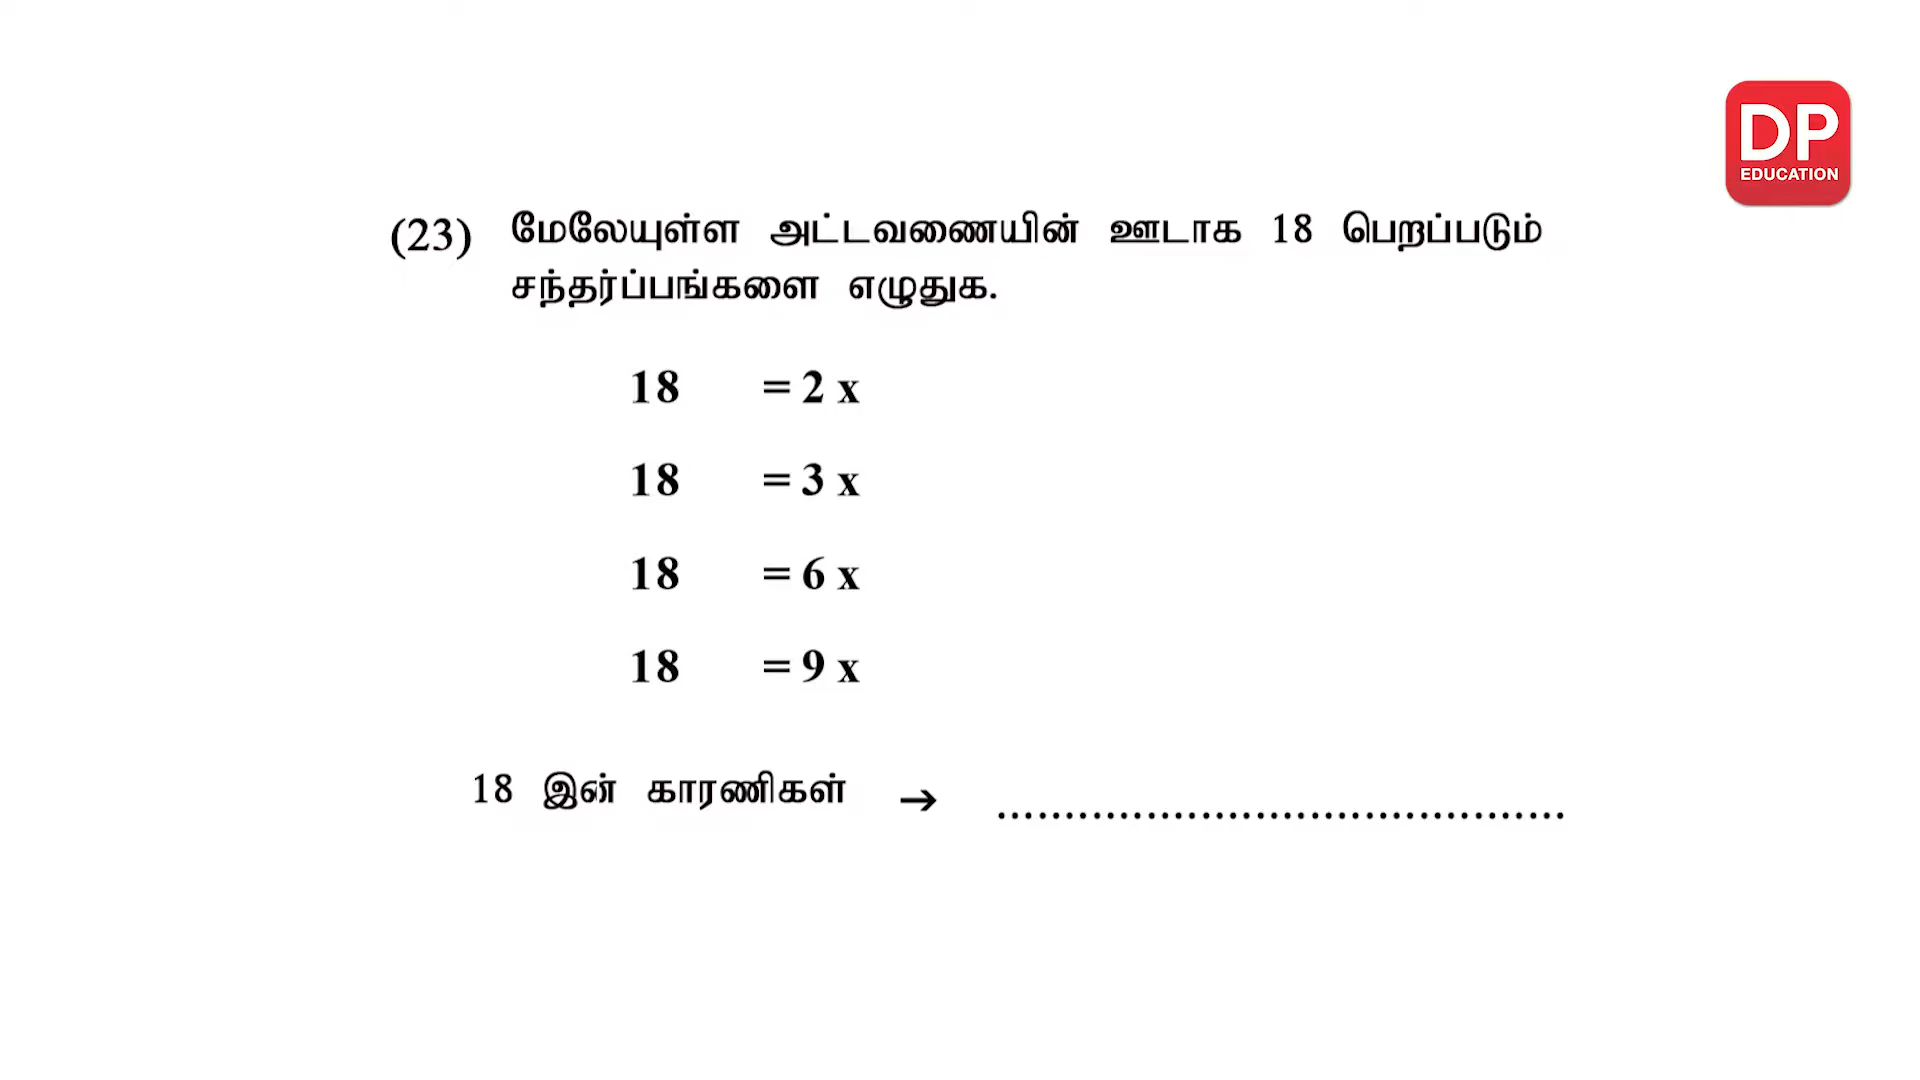 DP
EDUCATION
(23) மேலேயுள்ள அட்டவணையின் ஊடாக 18 பெறப்படும்
சந்தர்ப்பங்களை எழுதுக.
18 = 2 x
18 = 3 x
18 = 6 x
18 = 9 x
18 இன் காரணிகள் → ..........................................